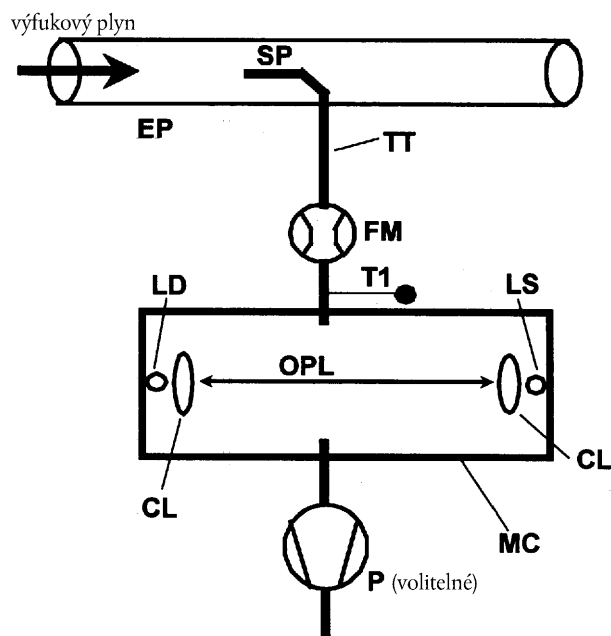 výfukový plyn
SP
EP
TT
FM
T1
LD
LS
OPL
CL
CL
MC
P (volitelné)